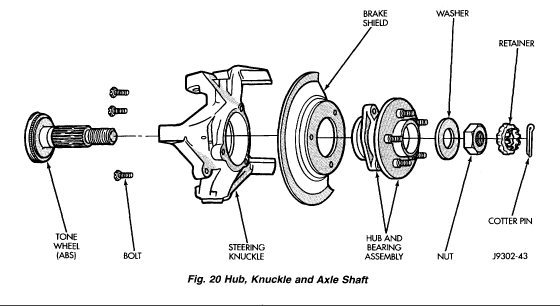 BRAKE
SHIELD
WASHER
RETAINER
TONE
WHEEL
(ABS)
BOLT
STEERING
KNUCKLE
HUB AND
BEARING
ASSEMBLY
NUT
COTTER PIN
J9302-43
Fig. 20 Hub, Knuckle and Axle Shaft